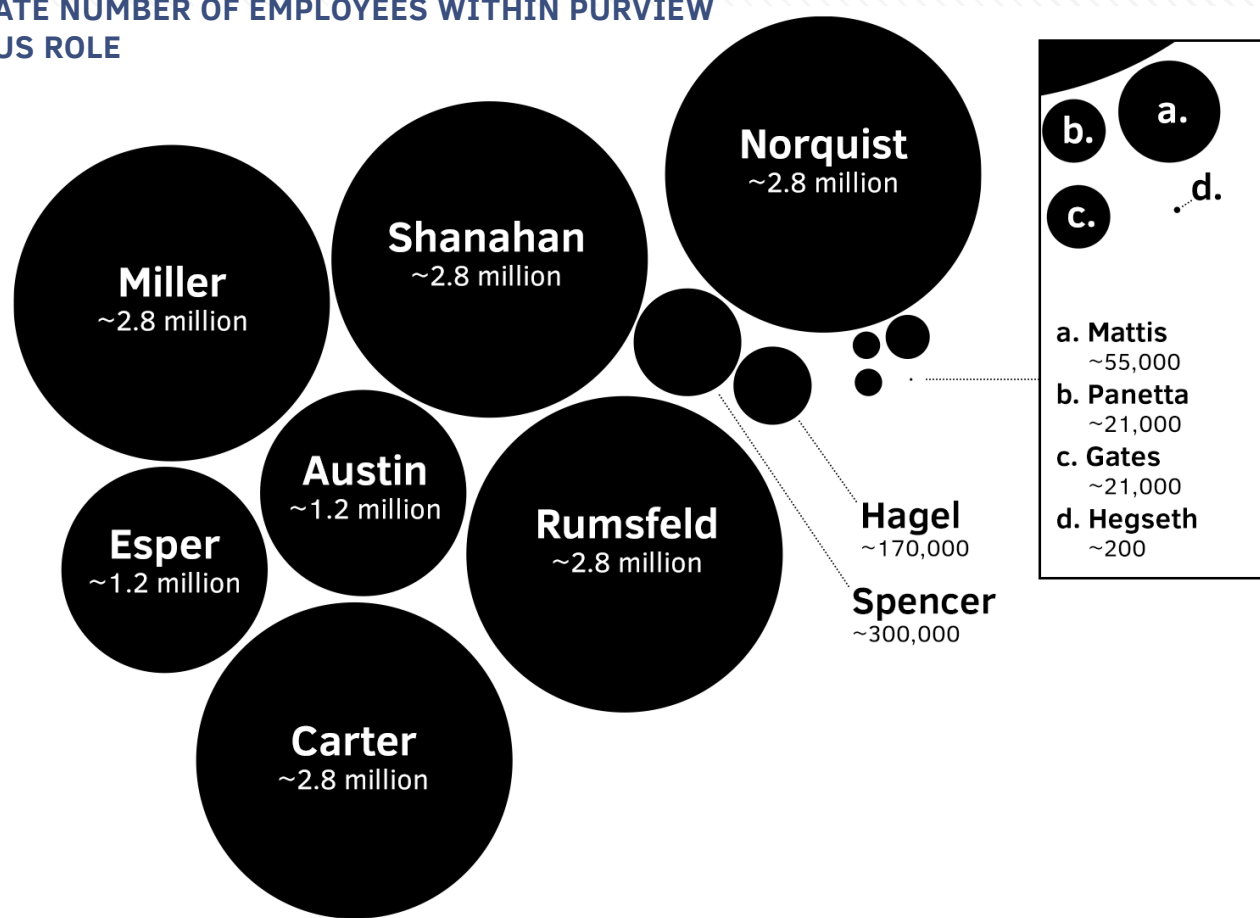 ATE NUMBER OF EMPLOYEES WITHIN PURVIEW
US ROLE
Norquist
~2.8 million
Shanahan
~2.8 million
Miller
~2.8 million
Austin
~1.2 million
Rumsfeld
~2.8 million
Esper
~1.2 million
Carter
~2.8 million
Hagel
~170,000
Spencer
~300,000
a.
b.
d.
c.
a. Mattis
~55,000
b. Panetta
~21,000
c. Gates
~21,000
d. Hegseth
~200